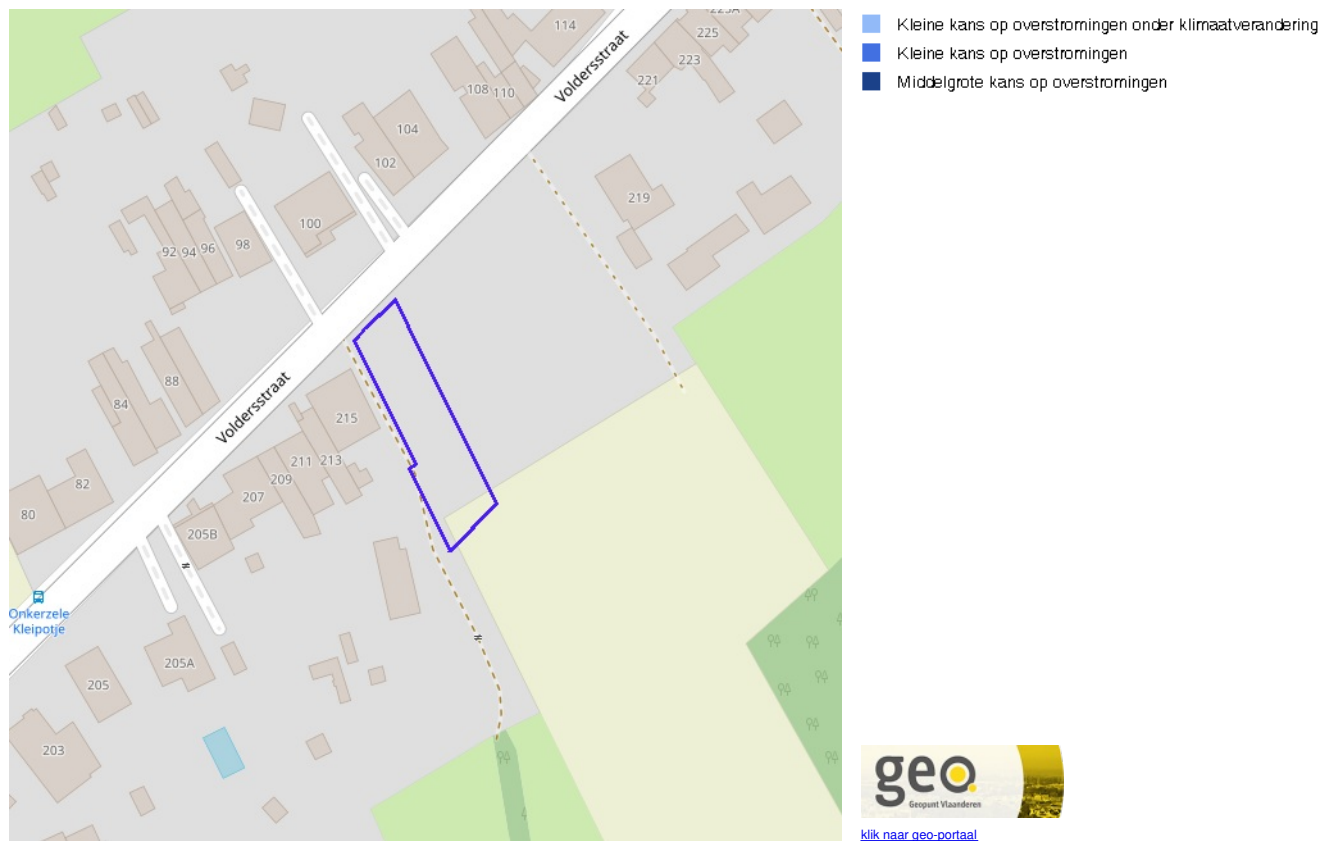 114
223A
225
223
221
108 110
Voldersstraat
104
102
219
100
98
96
92 94
88
84
Voldersstraat
215
211 213
209
207
82
80
205B
Onkerzele
Kleipotje
205A
205
203
Kleine kans op overstromingen onder klimaatverandering
Kleine kans op overstromingen
Middelgrote kans op overstromingen
geo.
Geopunt Vlaanderen
klik naar geo-portaal